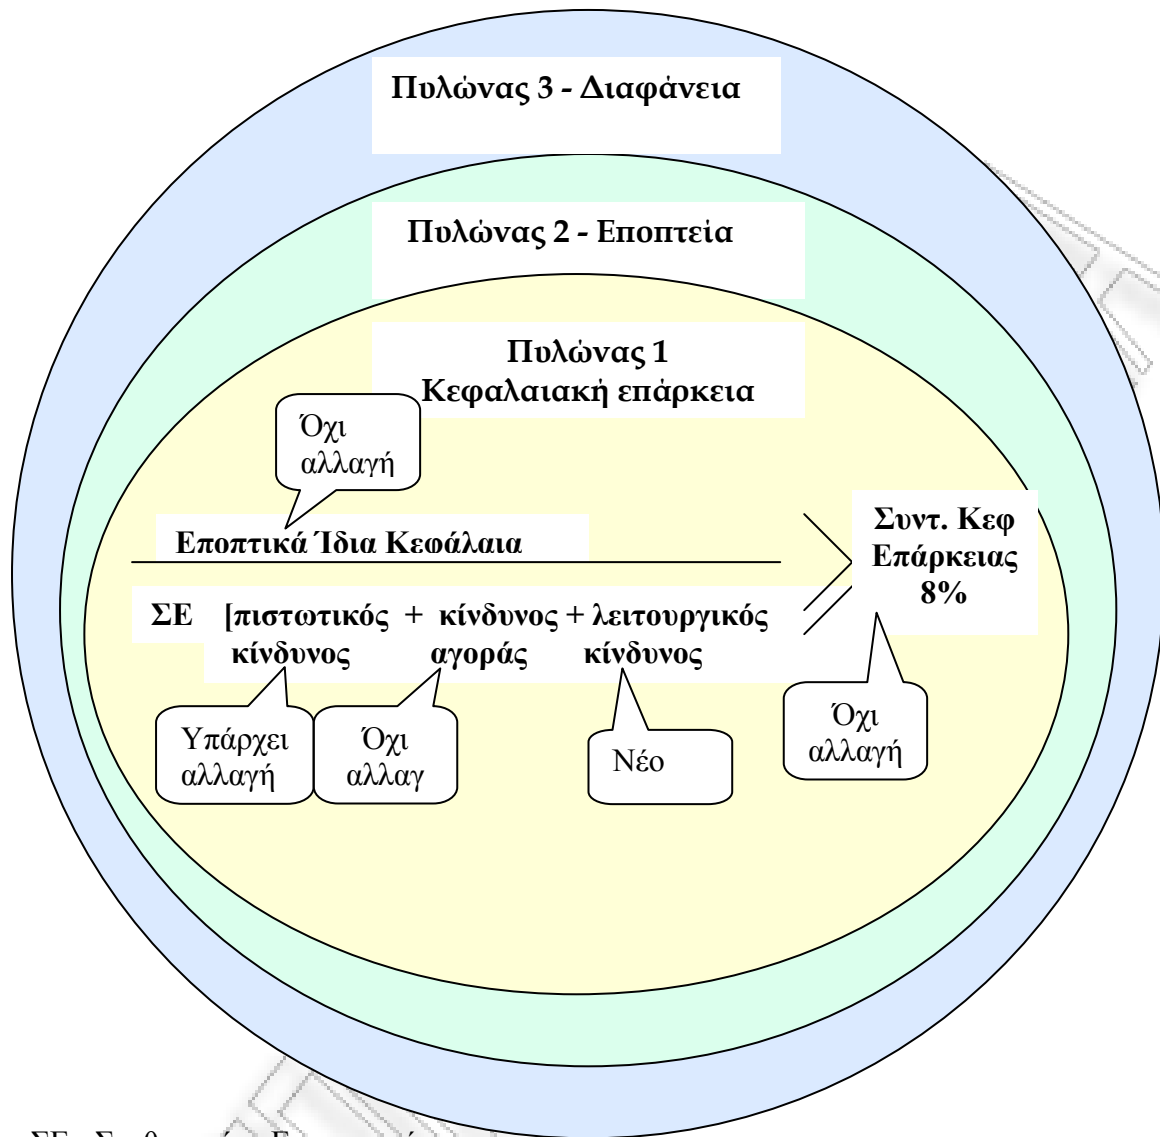 Πυλώνας 3 - Διαφάνεια
Πυλώνας 2 - Εποπτεία
Πυλώνας 1
Κεφαλαιακή επάρκεια
Όχι
αλλαγή
Εποπτικά Ίδια Κεφάλαια
Συντ. Κεφ
Επάρκειας
8%
ΣΕ [πιστωτικός + κίνδυνος + λειτουργικός
κίνδυνος αγοράς κίνδυνος
Υπάρχει
αλλαγή
Όχι
αλλαγ
Νέο
Όχι
αλλαγή